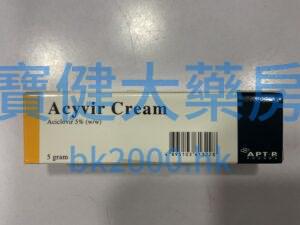 寶健大藥房
Acyvir Cream
Aciclovir 5% (w/w)
5 gram
bk2000.hk
APT·R